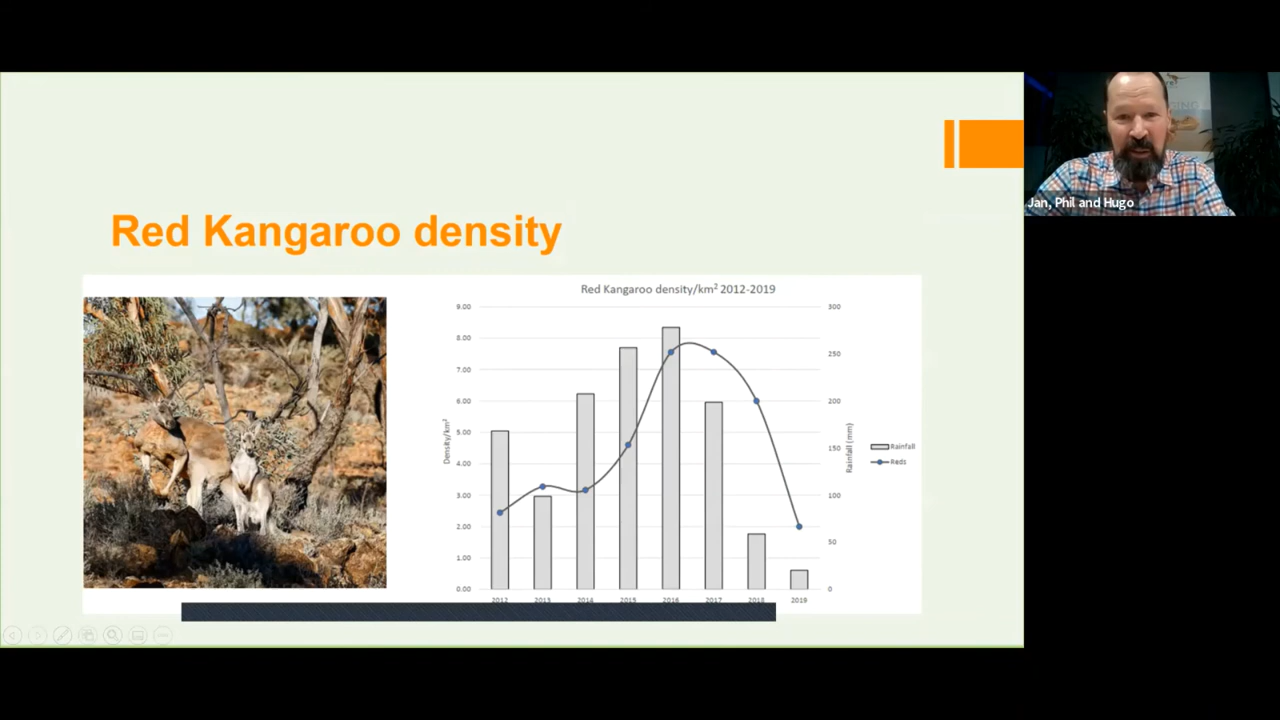 Red Kangaroo density
Red Kangaroo density/km² 2012-2019
9.00
8.00
7.00
6.00
5.00
4.00
3.00
2.00
1.00
0.00
Density/km²
300
250
200
150
100
50
0
Rainfall (mm)
Rainfall
Reds
2012 2013 2014 2015 2016 2017 2018 2019
Jan, Phil and Hugo